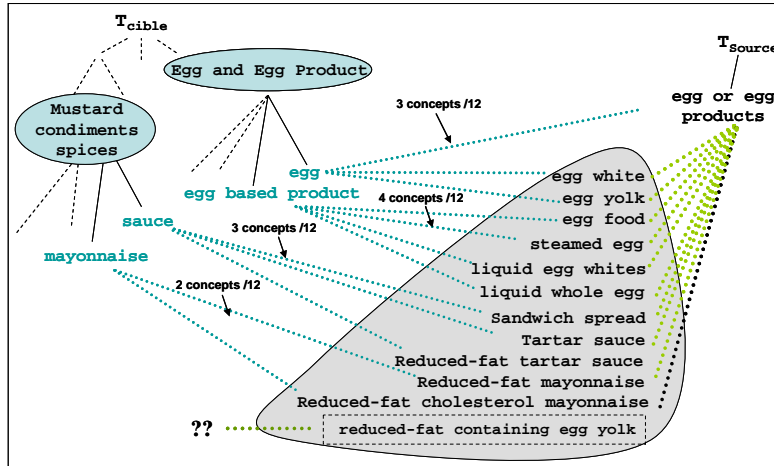 Tcible
TSource
Egg and Egg Product
egg or egg
products
3 concepts /12
Mustard
condiments
spices
egg
egg white
egg based product
egg yolk
4 concepts /12
egg food
sauce
3 concepts /12
steamed egg
mayonnaise
liquid egg whites
2 concepts /12
liquid whole egg
Sandwich spread
Tartar sauce
Reduced-fat tartar sauce
Reduced-fat mayonnaise
Reduced-fat cholesterol mayonnaise
?? reduced-fat containing egg yolk